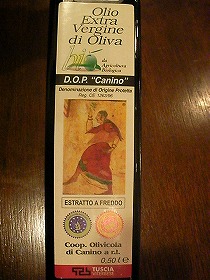 Olio
Extra
Vergine
di Oliva
da
Agricoltura
Biologica
D.O.P. "Canino"
Denominazione di Origine Protetta
Reg. CE 1263/96
ESTRATTO A FREDDO
Coop. Olivicola
di Canino a r.l.
0,50 l e
TUSCIA